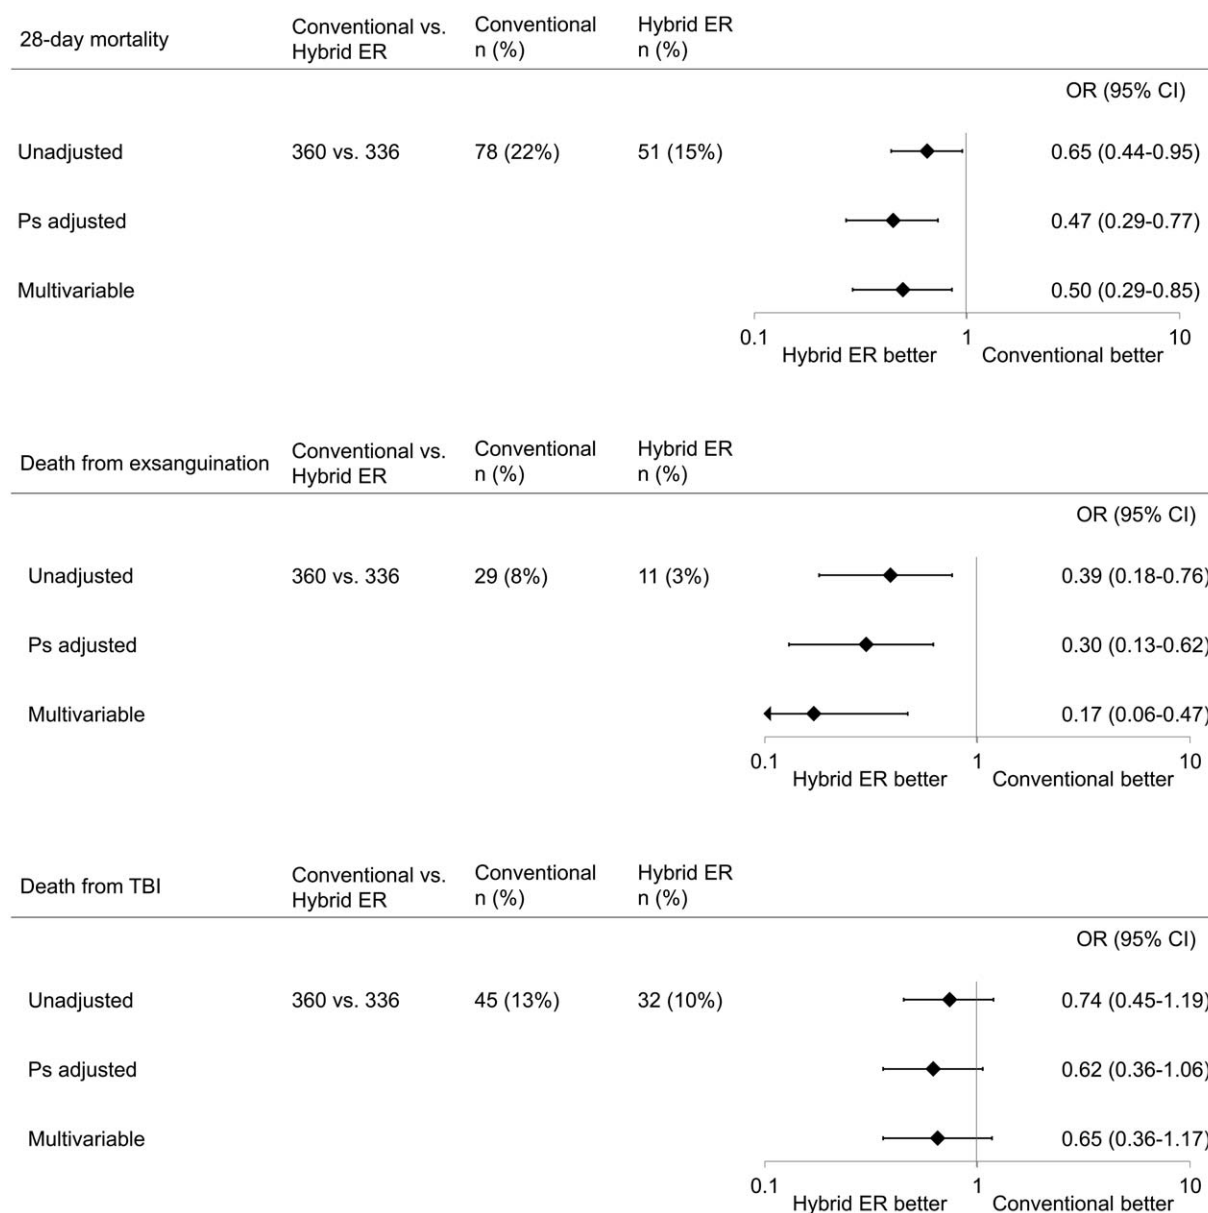 28-day mortality Conventional vs. Hybrid ER Conventional n (%) Hybrid ER n (%)
OR (95% CI)
Unadjusted 360 vs. 336 78 (22%) 51 (15%) 0.65 (0.44-0.95)
Ps adjusted 0.47 (0.29-0.77)
Multivariable 0.50 (0.29-0.85)
0.1 1 10
Hybrid ER better Conventional better
Death from exsanguination Conventional vs. Hybrid ER Conventional n (%) Hybrid ER n (%)
OR (95% CI)
Unadjusted 360 vs. 336 29 (8%) 11 (3%) 0.39 (0.18-0.76)
Ps adjusted 0.30 (0.13-0.62)
Multivariable 0.17 (0.06-0.47)
0.1 1 10
Hybrid ER better Conventional better
Death from TBI Conventional vs. Hybrid ER Conventional n (%) Hybrid ER n (%)
OR (95% CI)
Unadjusted 360 vs. 336 45 (13%) 32 (10%) 0.74 (0.45-1.19)
Ps adjusted 0.62 (0.36-1.06)
Multivariable 0.65 (0.36-1.17)
0.1 1 10
Hybrid ER better Conventional better